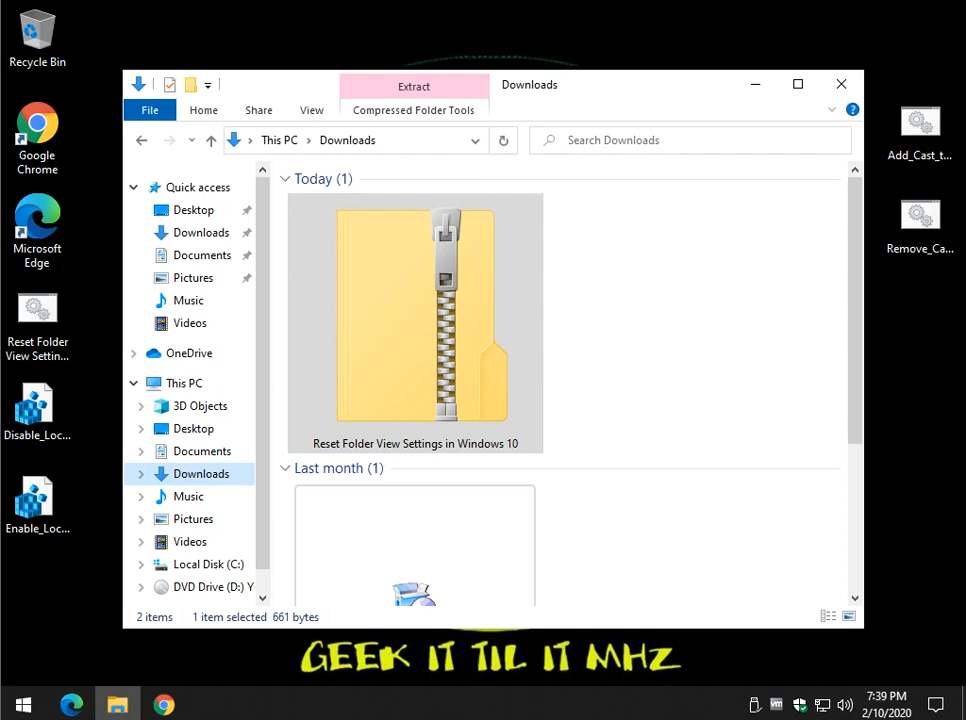 Recycle Bin
Google
Chrome
Microsoft
Edge
Reset Folder
View Settin...
Disable_Loc...
Enable_Loc...
Extract
Downloads
File
Home
Share
View
Compressed Folder Tools
This PC
Downloads
Search Downloads
Quick access
Desktop
Downloads
Documents
Pictures
Music
Videos
OneDrive
This PC
3D Objects
Desktop
Documents
Downloads
Music
Pictures
Videos
Local Disk (C:)
DVD Drive (D:) Y
Today (1)
Reset Folder View Settings in Windows 10
Last month (1)
2 items
1 item selected 661 bytes
Add_Cast_t...
Remove_Ca...
GEEK IT TIL IT MHZ
vm
7:39 PM
2/10/2020